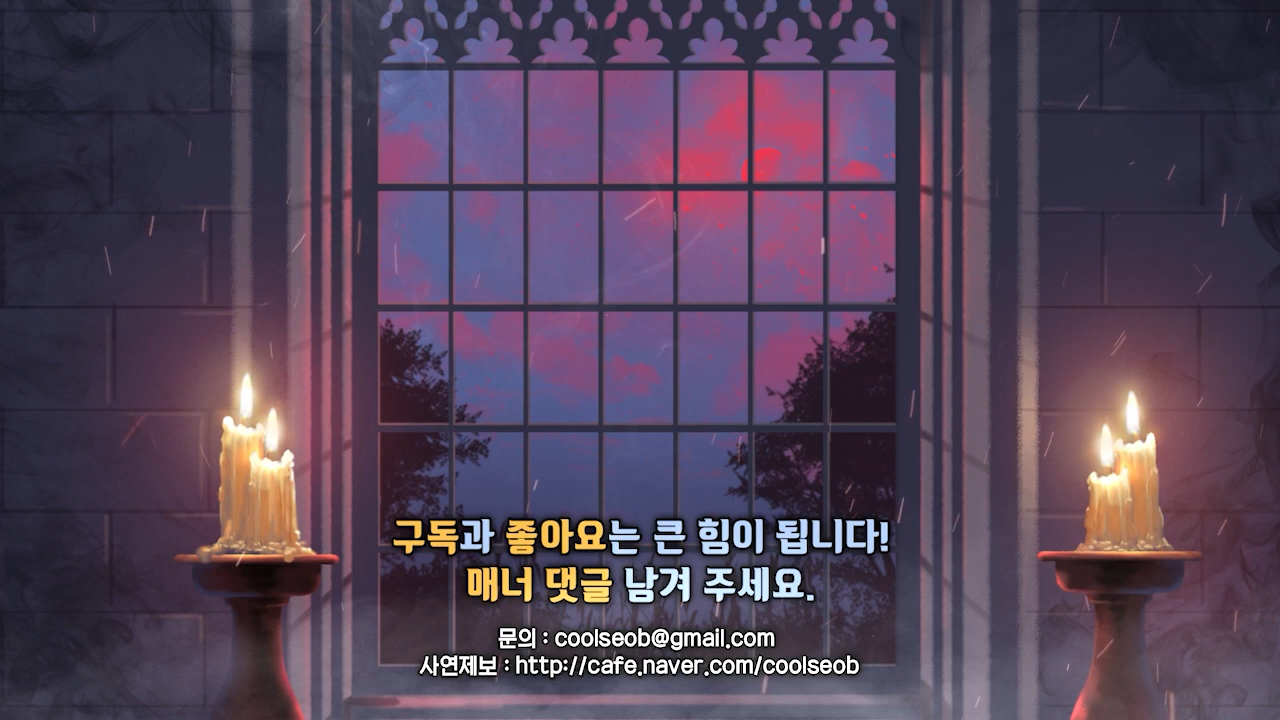 구독과 좋아요는 큰 힘이 됩니다!
매너 댓글 남겨 주세요.
문의 : coolseob@gmail.com
사연제보 : http://cafe.naver.com/coolseob